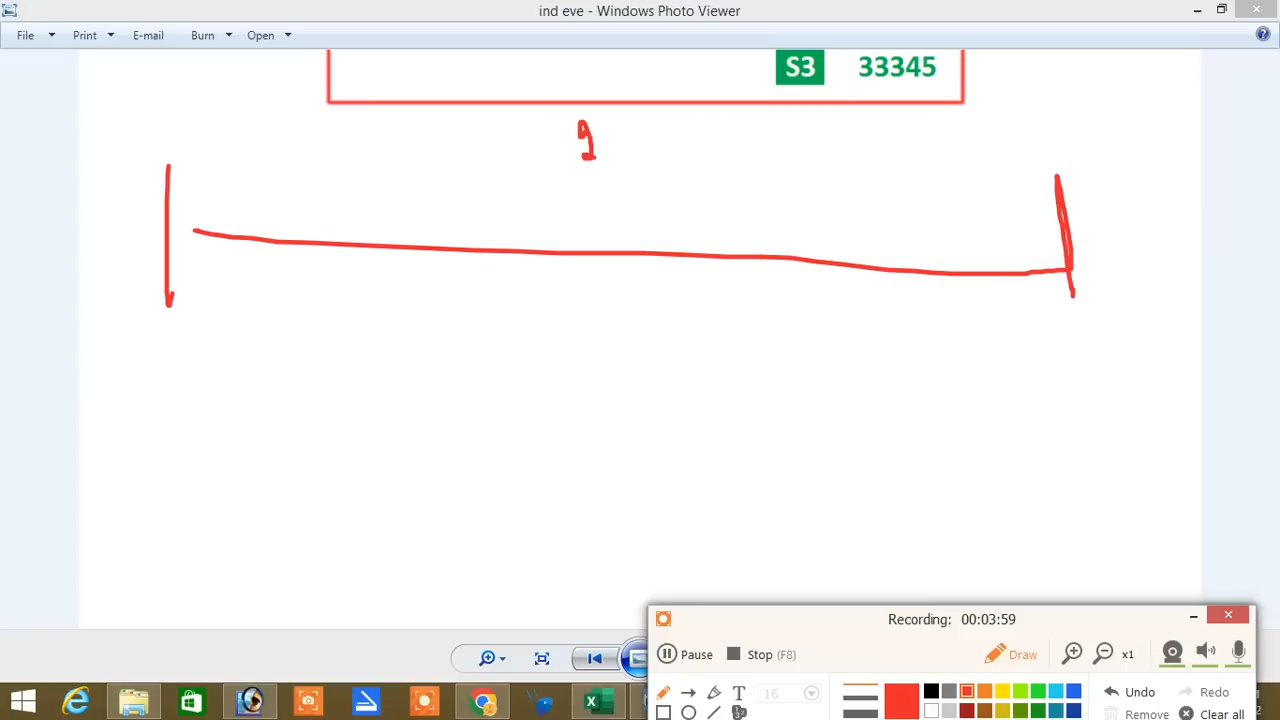 ind eve - Windows Photo Viewer
File Print E-mail Burn Open
S3 33345
Recording: 00:03:59
Pause Stop (F8) Draw x1
T 16 Undo Redo
Remove Clear all